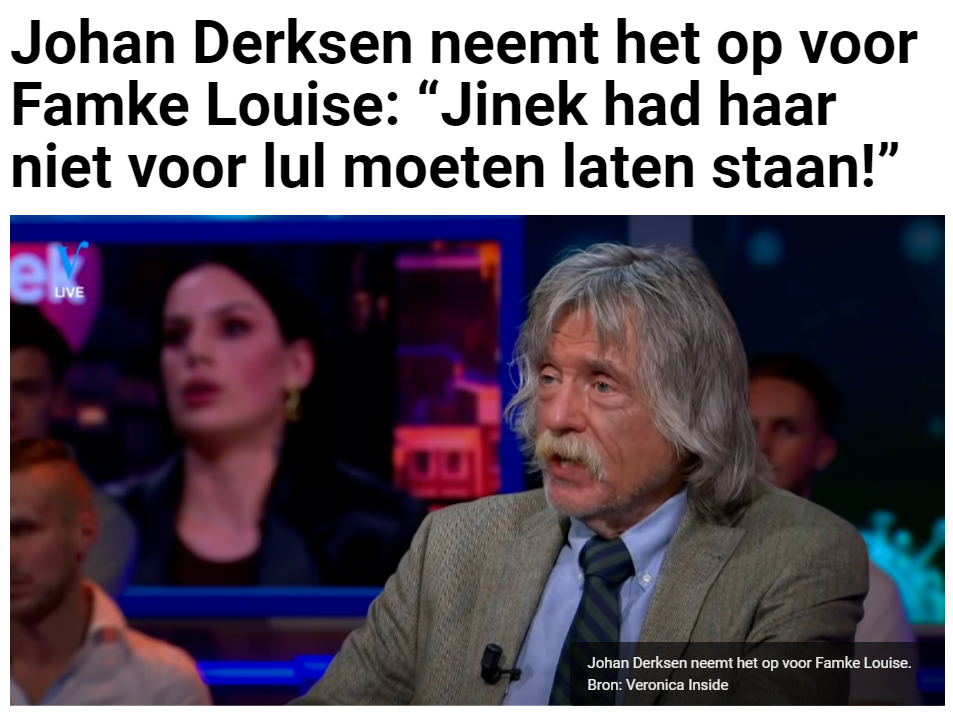 Johan Derksen neemt het op voor
Famke Louise: “Jinek had haar
niet voor lul moeten laten staan!”
ek
LIVE
Johan Derksen neemt het op voor Famke Louise.
Bron: Veronica Inside